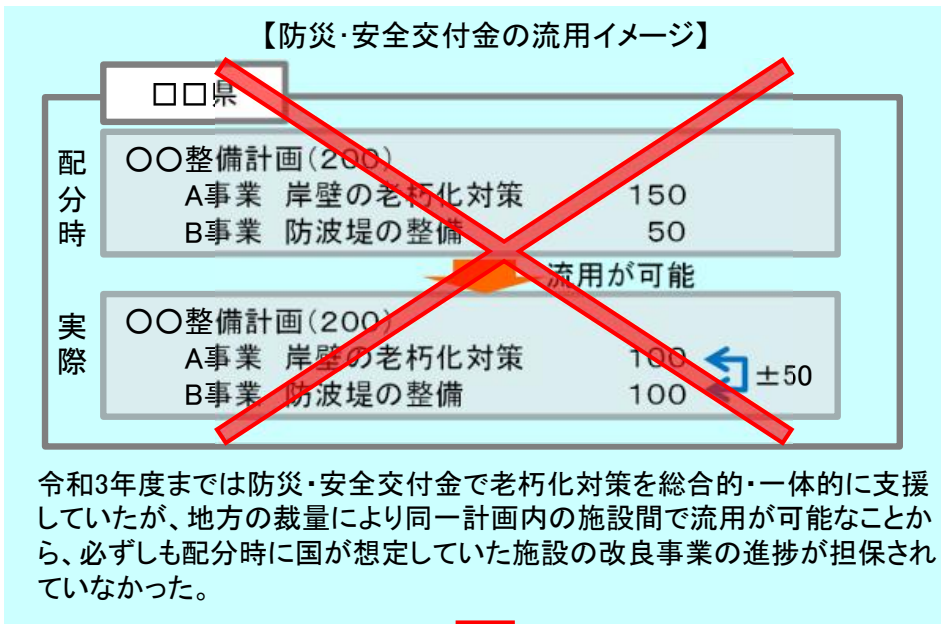 【防災・安全交付金の流用イメージ】
□□県
配分時
〇〇整備計画(200)
A事業 岸壁の老朽化対策 150
B事業 防波堤の整備 50
流用が可能
実際
〇〇整備計画(200)
A事業 岸壁の老朽化対策 100
B事業 防波堤の整備 100
±50
令和3年度までは防災・安全交付金で老朽化対策を総合的・一体的に支援
していたが、地方の裁量により同一計画内の施設間で流用が可能なことか
ら、必ずしも配分時に国が想定していた施設の改良事業の進捗が担保され
ていなかった。